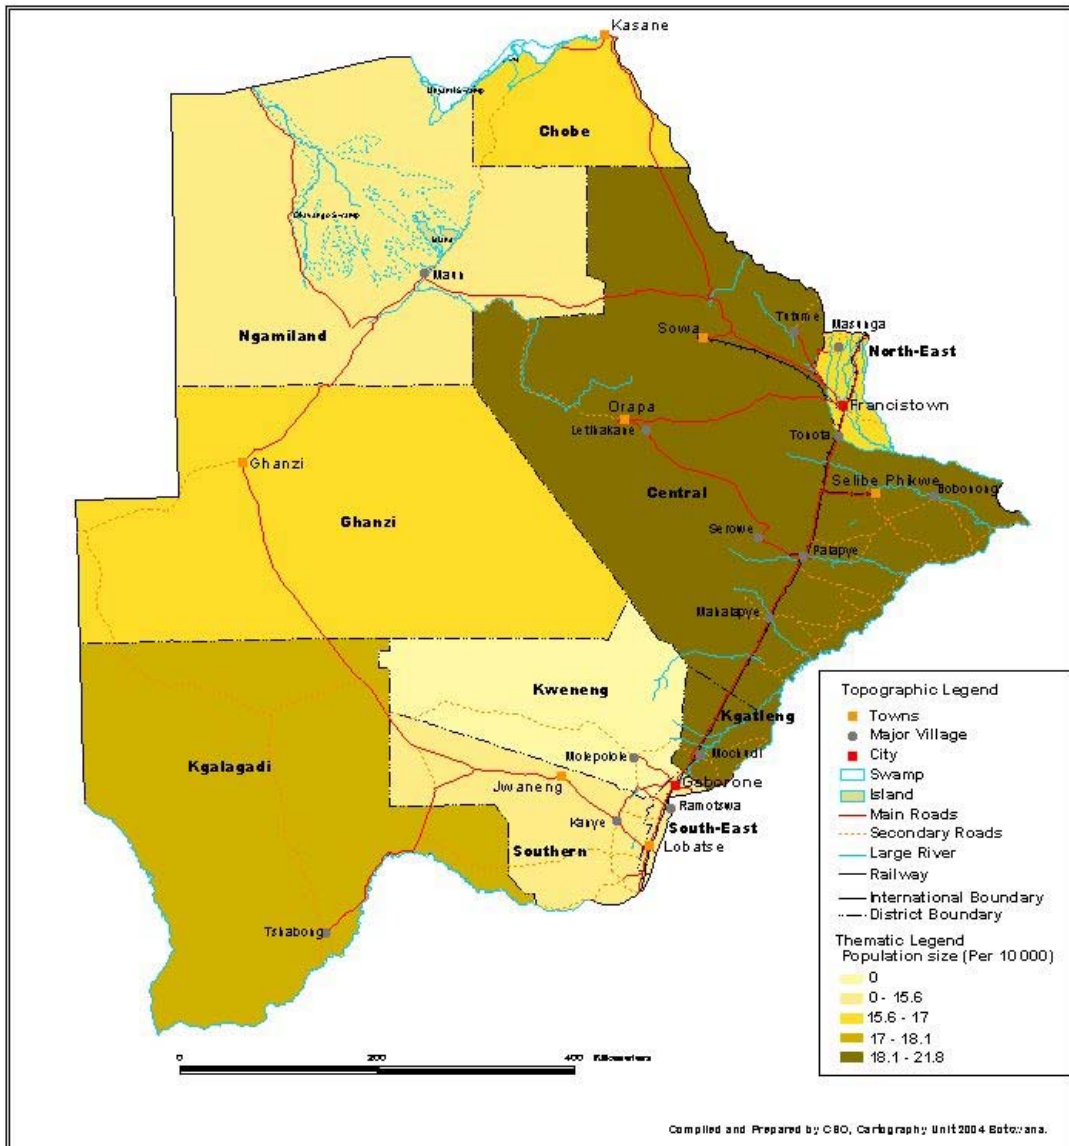 Kasane
Chobe
Maun
Ngamiland
Sowa
Tutume
Masunga
North-East
Francistown
Orapa
Letlhakane
Tonota
Ghanzi
Selibe Phikwe
Bobonong
Central
Ghanzi
Serowe
Palapye
Mahalapye
Kweneng
Kgatleng
Kgalagadi
Molepolole
Mochudi
Jwaneng
Gaborone
Ramotswa
Kanye
South-East
Southern
Lobatse
Tshabong
Topographic Legend
Towns
Major Village
City
Swamp
Island
Main Roads
Secondary Roads
Large River
Railway
International Boundary
District Boundary
Thematic Legend
Population size (Per 10000)
0
0 - 15.6
15.6 - 17
17 - 18.1
18.1 - 21.8
0 200 400 Kilometers
Compiled and Prepared by CSO, Cartography Unit 2004 Botswana.